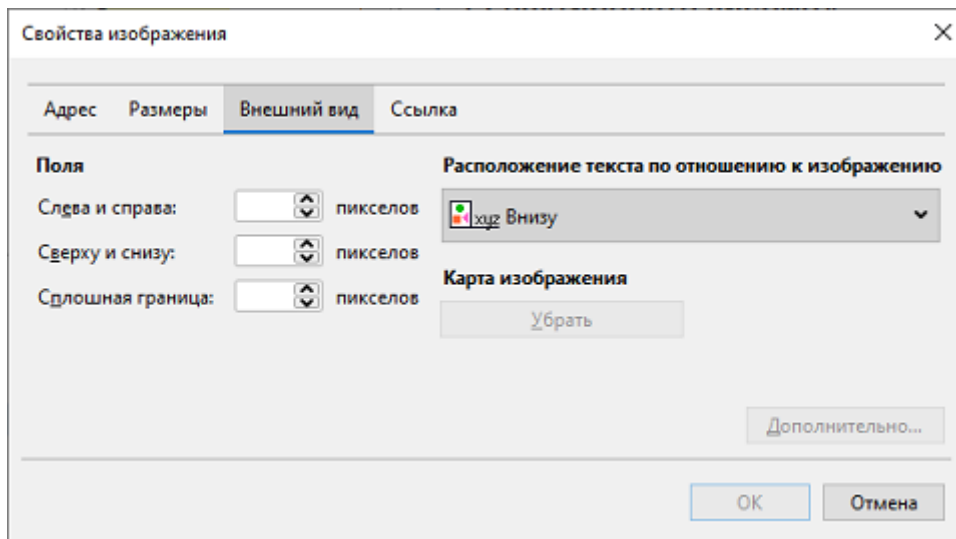 Свойства изображения
Адрес Размеры Внешний вид Ссылка
Поля
Слева и справа: пикселов
Сверху и снизу: пикселов
Сплошная граница: пикселов
Расположение текста по отношению к изображению
xyz Внизу
Карта изображения
Убрать
Дополнительно...
ОК Отмена